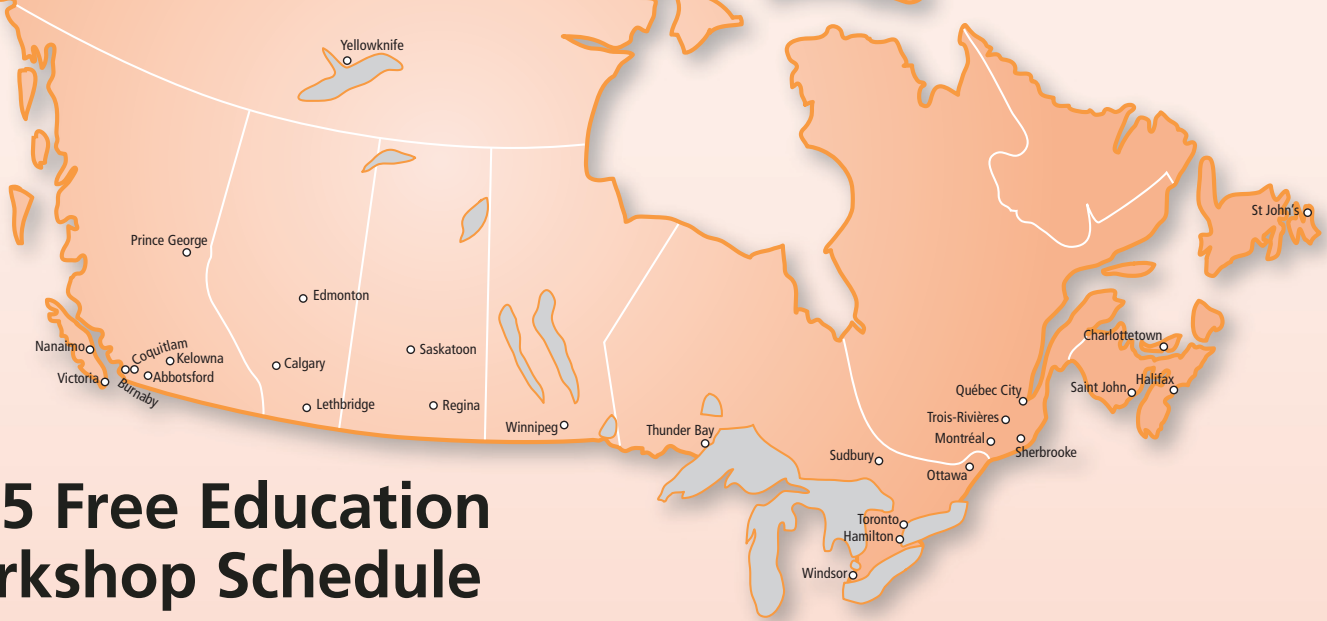 Yellowknife
St John's
Prince George
Edmonton
Charlottetown
Nanaimo
Coquitlam
Kelowna
Saskatoon
Calgary
Victoria
Abbotsford
Burnaby
Halifax
Saint John
Québec City
Lethbridge
Regina
Trois-Rivières
Winnipeg
Thunder Bay
Montréal
Sherbrooke
Sudbury
Ottawa
5 Free Education
Toronto
Hamilton
rkshop Schedule
Windsor